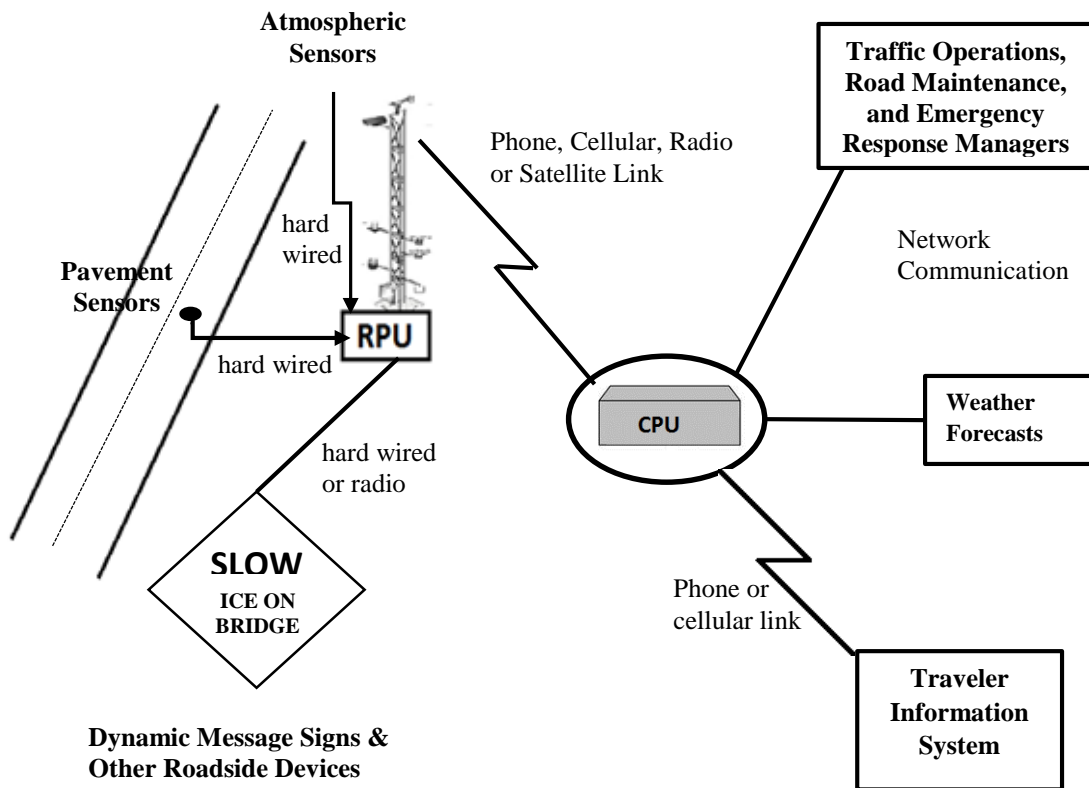 Atmospheric
Sensors
Traffic Operations,
Road Maintenance,
and Emergency
Response Managers
Phone, Cellular, Radio
or Satellite Link
hard
wired
Network
Communication
Pavement
Sensors
RPU
hard wired
CPU
Weather
Forecasts
hard wired
or radio
SLOW
ICE ON
BRIDGE
Phone or
cellular link
Traveler
Information
System
Dynamic Message Signs &
Other Roadside Devices